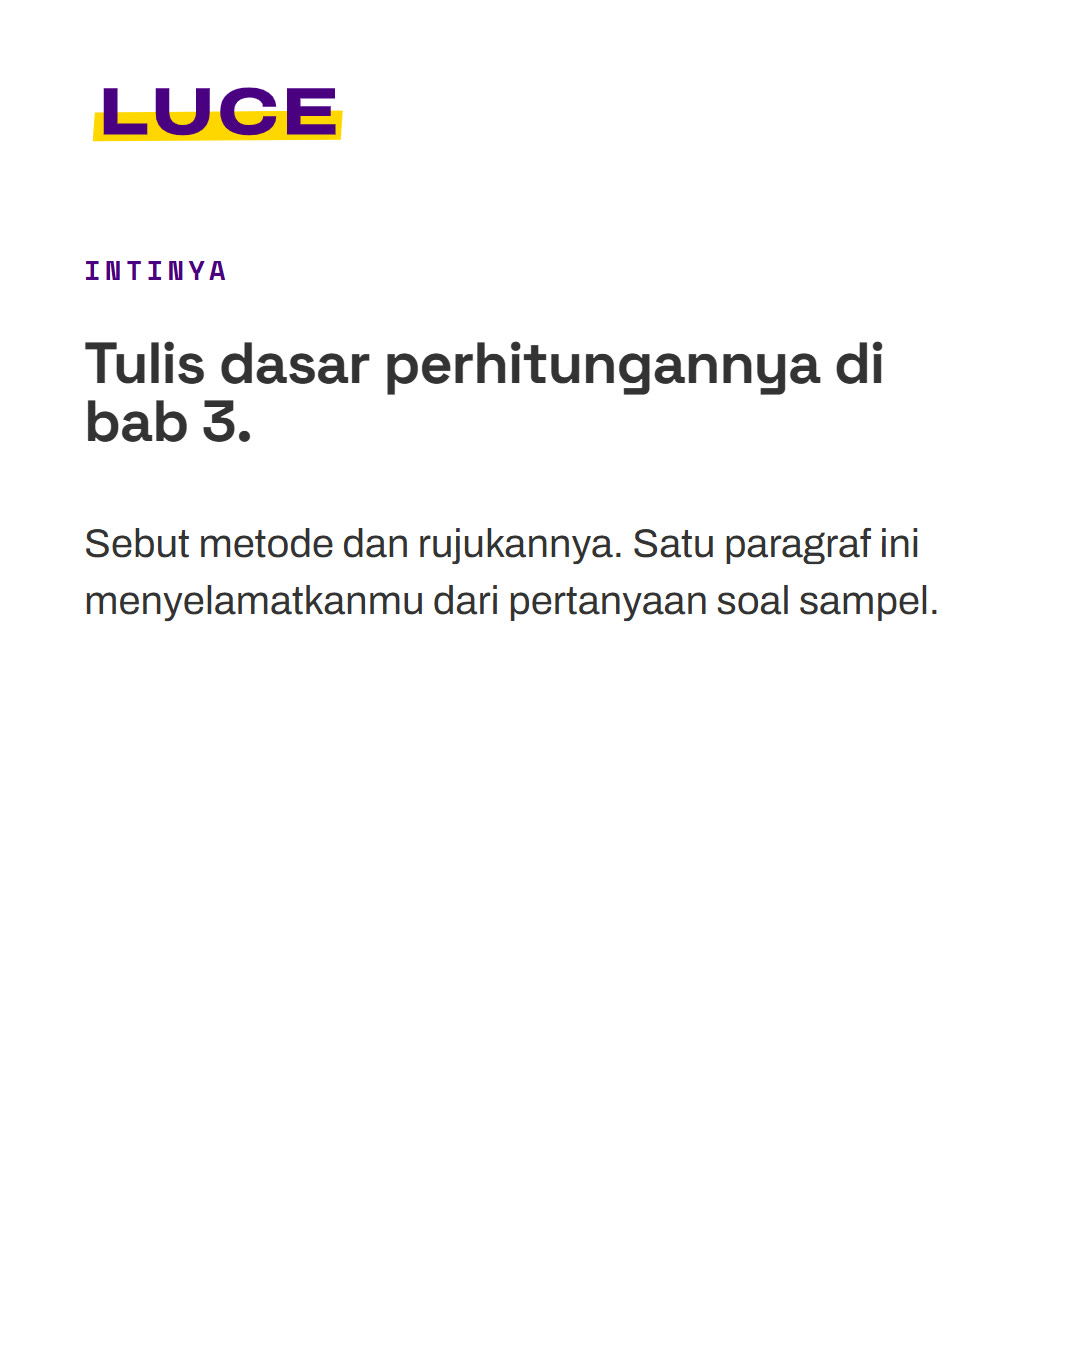 LUCE
INTINYA
Tulis dasar perhitungannya di
bab 3.
Sebut metode dan rujukannya. Satu paragraf ini
menyelamatkanmu dari pertanyaan soal sampel.